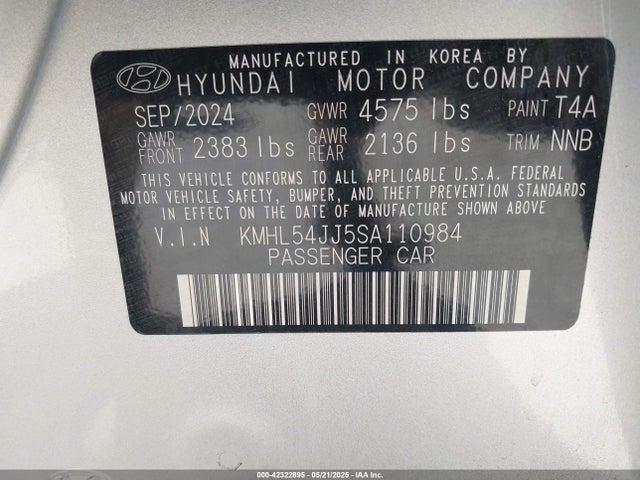 MANUFACTURED IN KOREA BY
HYUNDAI MOTOR COMPANY
SEP/2024 GVWR 4575 lbs PAINT T4A
GAWR FRONT 2383 lbs GAWR REAR 2136 lbs TRIM NNB
THIS VEHICLE CONFORMS TO ALL APPLICABLE U.S.A. FEDERAL
MOTOR VEHICLE SAFETY, BUMPER, AND THEFT PREVENTION STANDARDS
IN EFFECT ON THE DATE OF MANUFACTURE SHOWN ABOVE
V.I.N KMHL54JJ5SA110984
PASSENGER CAR
000-42322895 - 05/21/2025 - IAA Inc.